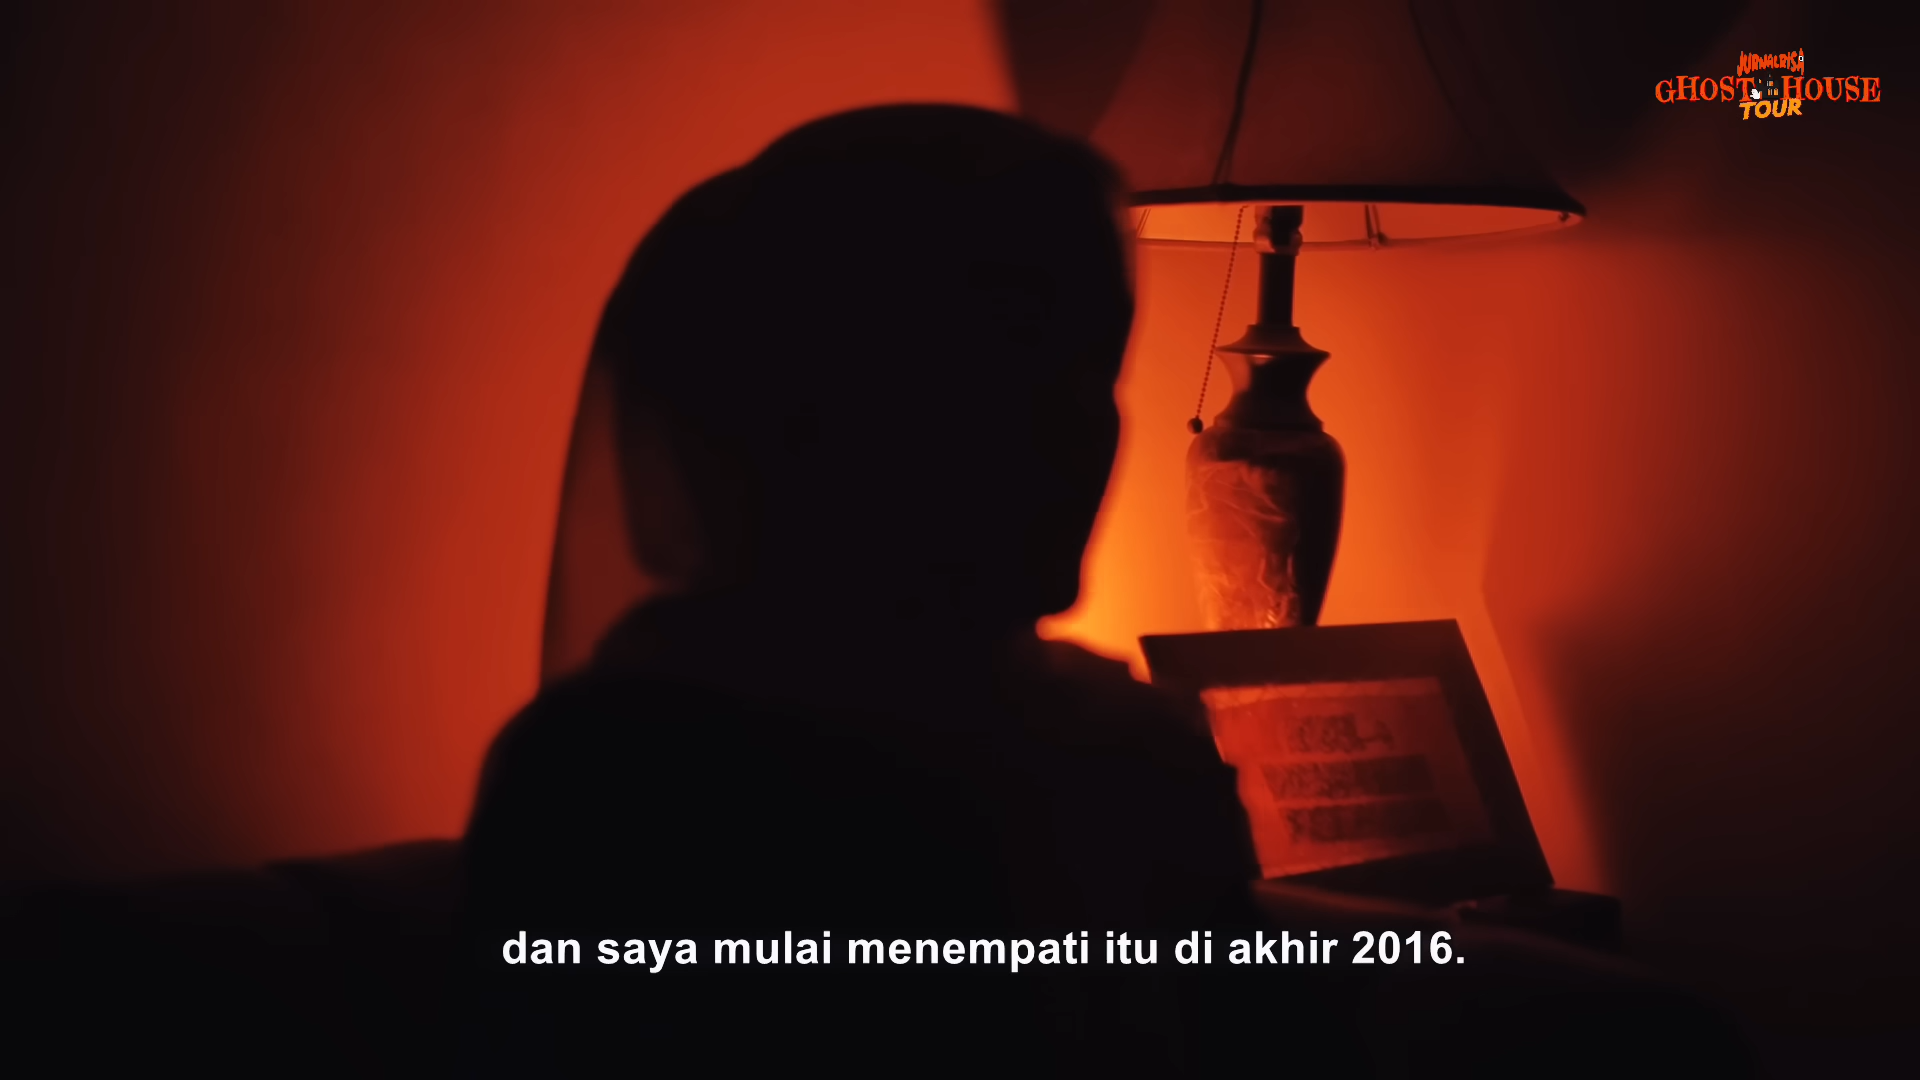 JURNALRISA
GHOST HOUSE
TOUR
dan saya mulai menempati itu di akhir 2016.